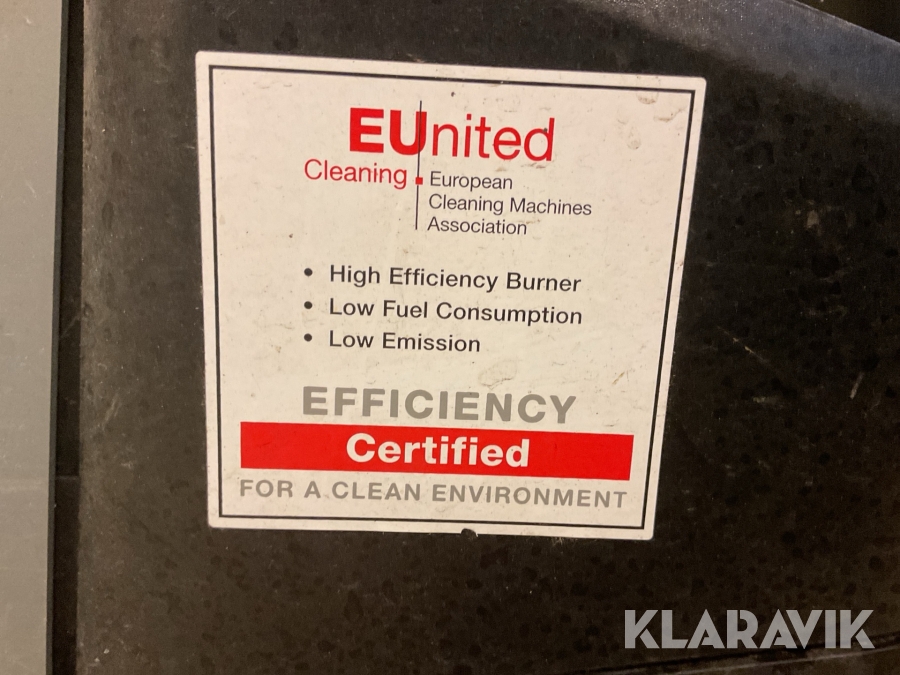 EUnited
Cleaning
European
Cleaning Machines
Association
• High Efficiency Burner
• Low Fuel Consumption
• Low Emission
EFFICIENCY
Certified
FOR A CLEAN ENVIRONMENT
KLARAVIK